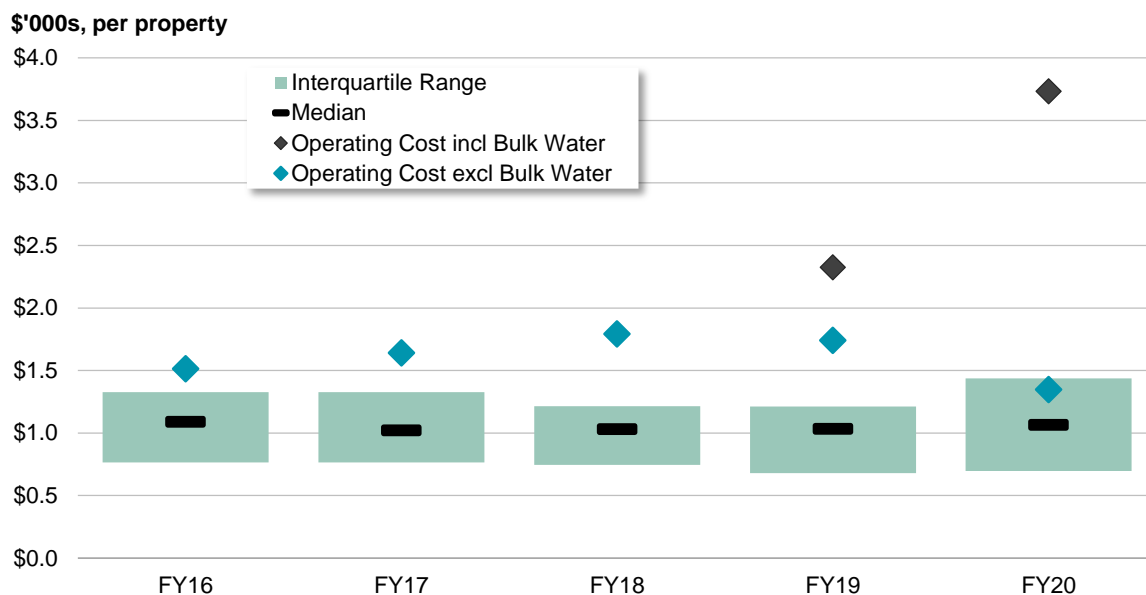 $'000s, per property
$4.0
$3.5
$3.0
$2.5
$2.0
$1.5
$1.0
$0.5
$0.0
Interquartile Range
Median
Operating Cost incl Bulk Water
Operating Cost excl Bulk Water
FY16 FY17 FY18 FY19 FY20